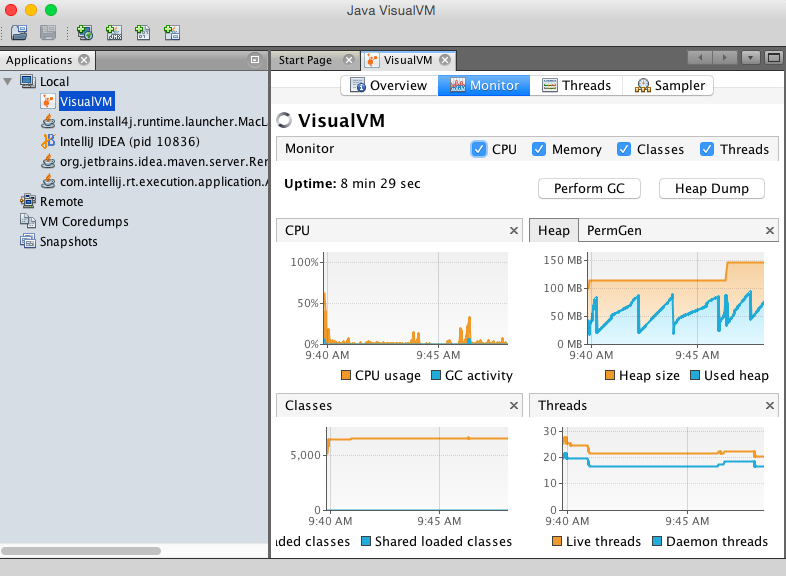 Java VisualVM
Applications
Start Page
VisualVM
Local
VisualVM
com.install4j.runtime.launcher.MacL
IntelliJ IDEA (pid 10836)
org.jetbrains.idea.maven.server.Rer
com.intellij.rt.execution.application.A
Remote
VM Coredumps
Snapshots
Overview
Monitor
Threads
Sampler
VisualVM
Monitor
CPU
Memory
Classes
Threads
Uptime: 8 min 29 sec
Perform GC
Heap Dump
CPU
100%
50%
0%
9:40 AM
9:45 AM
CPU usage
GC activity
Heap
PermGen
150 MB
100 MB
50 MB
0 MB
9:40 AM
9:45 AM
Heap size
Used heap
Classes
5,000
0
9:40 AM
9:45 AM
aded classes
Shared loaded classes
Threads
30
20
10
0
9:40 AM
9:45 AM
Live threads
Daemon threads